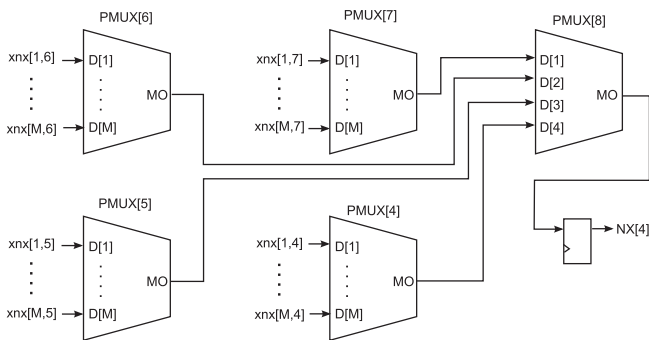 PMUX[6]
xnx[1,6]
D[1]
MO
xnx[M,6]
D[M]
PMUX[7]
xnx[1,7]
D[1]
MO
xnx[M,7]
D[M]
PMUX[8]
D[1]
D[2]
D[3]
D[4]
MO
NX[4]
PMUX[5]
xnx[1,5]
D[1]
MO
xnx[M,5]
D[M]
PMUX[4]
xnx[1,4]
D[1]
MO
xnx[M,4]
D[M]